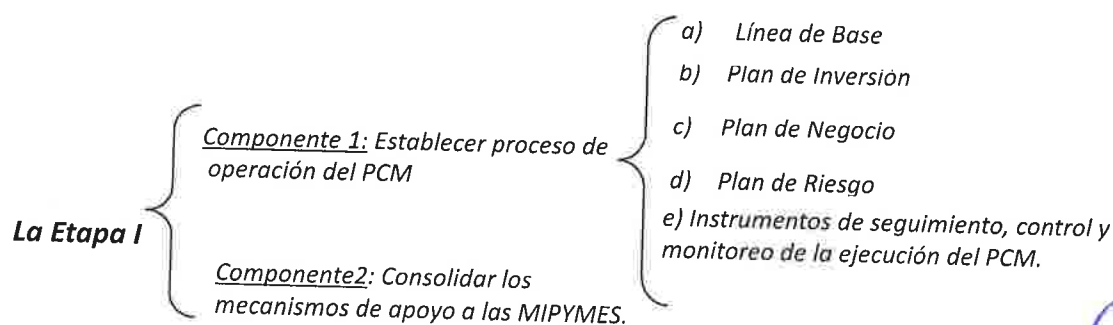 La Etapa I
Componente 1: Establecer proceso de
operación del PCM
Componente2: Consolidar los
mecanismos de apoyo a las MIPYMES.
a) Línea de Base
b) Plan de Inversión
c) Plan de Negocio
d) Plan de Riesgo
e) Instrumentos de seguimiento, control y
monitoreo de la ejecución del PCM.